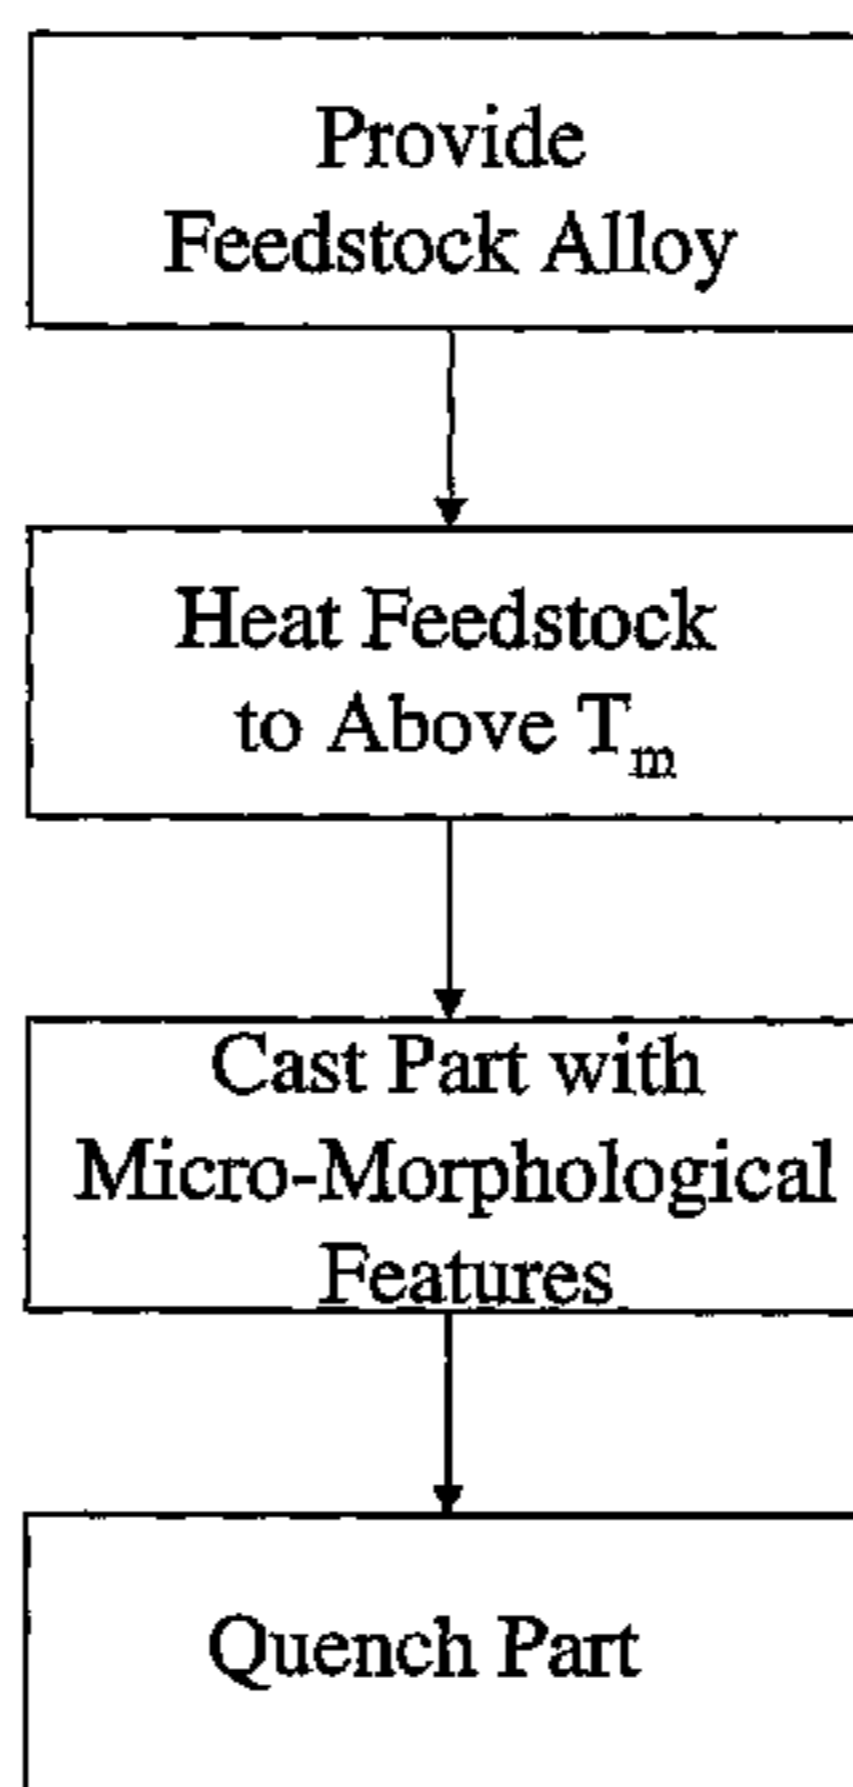 Provide
Feedstock Alloy
Heat Feedstock
to Above Tₘ
Cast Part with
Micro-Morphological
Features
Quench Part